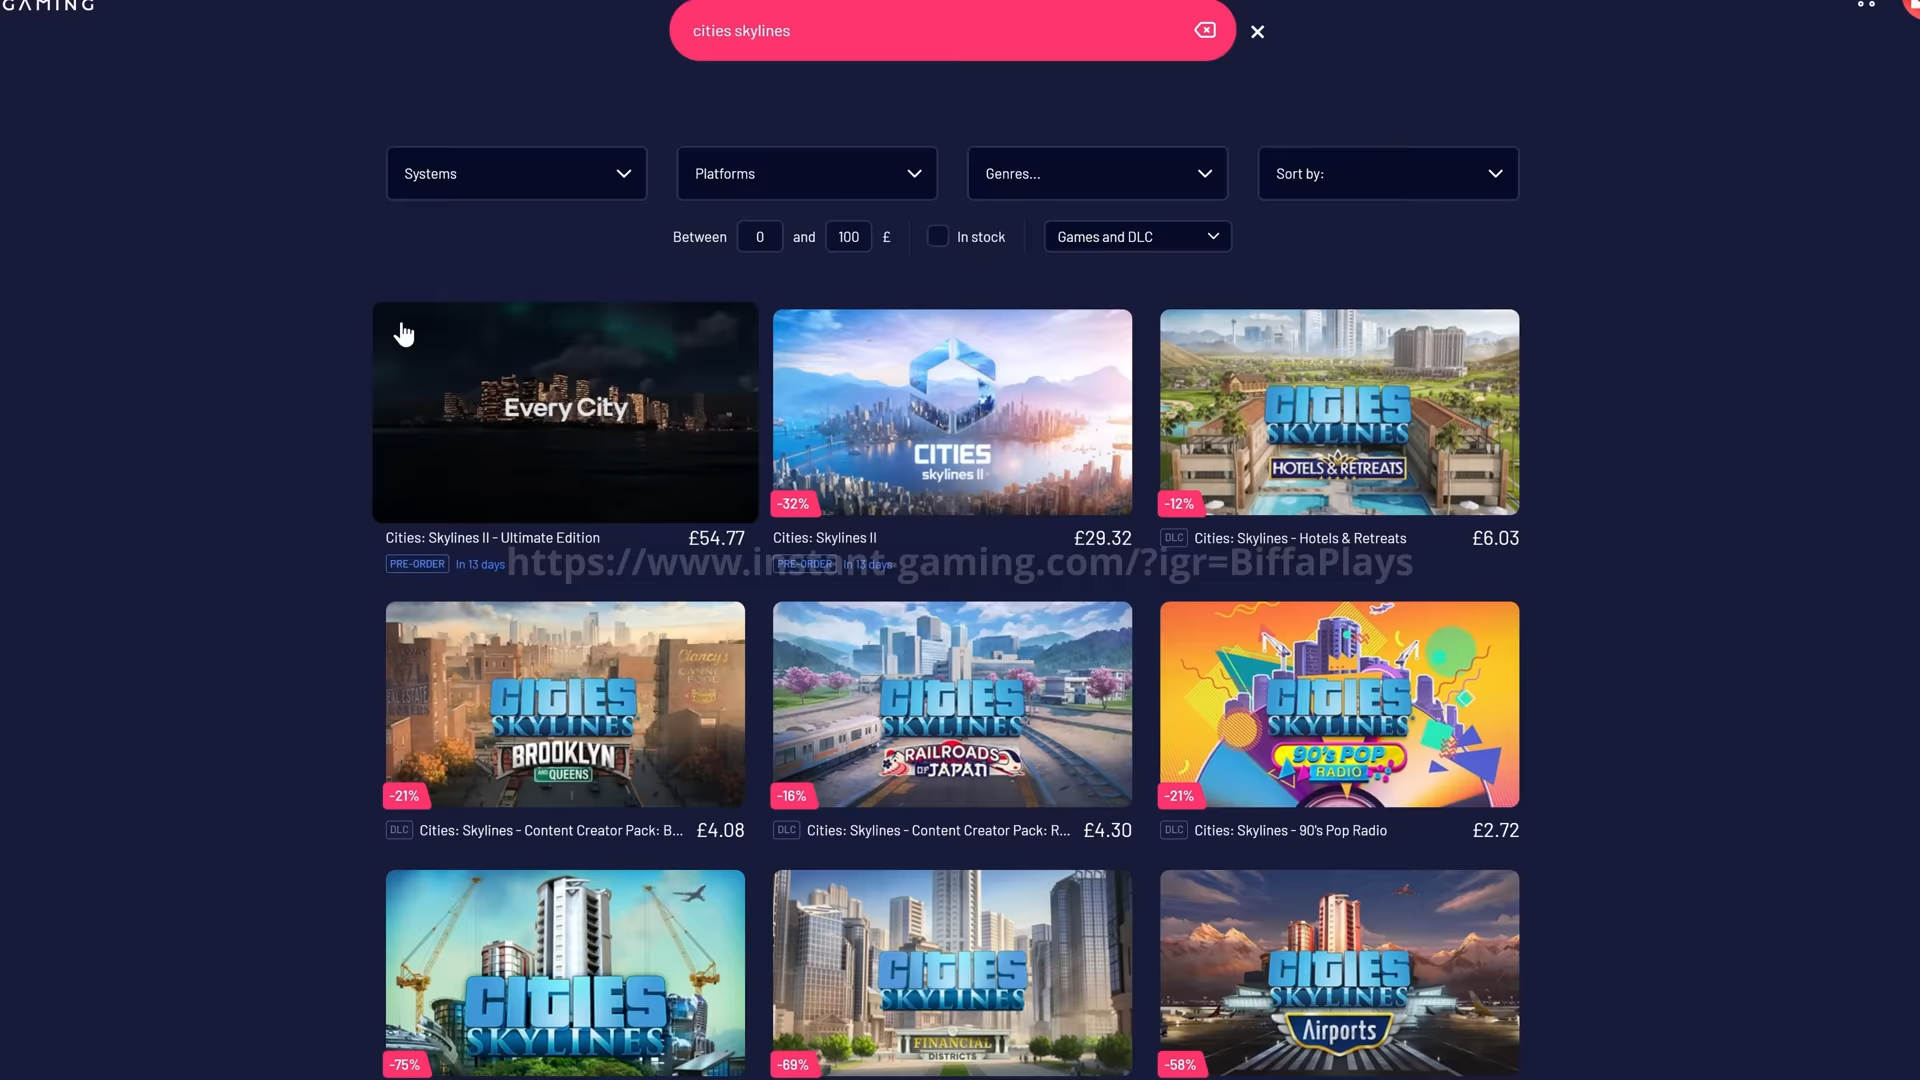 GAMING
cities skylines
Systems
Platforms
Genres...
Sort by:
Between 0 and 100 £
In stock
Games and DLC
Every City
CITIES
skylines II
-32%
CITIES
SKYLINES
HOTELS & RETREATS
-12%
Cities: Skylines II - Ultimate Edition £54.77
PRE-ORDER In 13 days
Cities: Skylines II £29.32
PRE-ORDER In 13 days
DLC Cities: Skylines - Hotels & Retreats £6.03
https://www.instant-gaming.com/?igr=BiffaPlays
Clancy's
CITIES
SKYLINES
BROOKLYN
AND QUEENS
-21%
CITIES
SKYLINES
RAILROADS
OF JAPAN
-16%
CITIES
SKYLINES
90's POP
RADIO
-21%
DLC Cities: Skylines - Content Creator Pack: B... £4.08
DLC Cities: Skylines - Content Creator Pack: R... £4.30
DLC Cities: Skylines - 90's Pop Radio £2.72
CITIES
SKYLINES
-75%
CITIES
SKYLINES
FINANCIAL
DISTRICTS
-69%
CITIES
SKYLINES
Airports
-58%